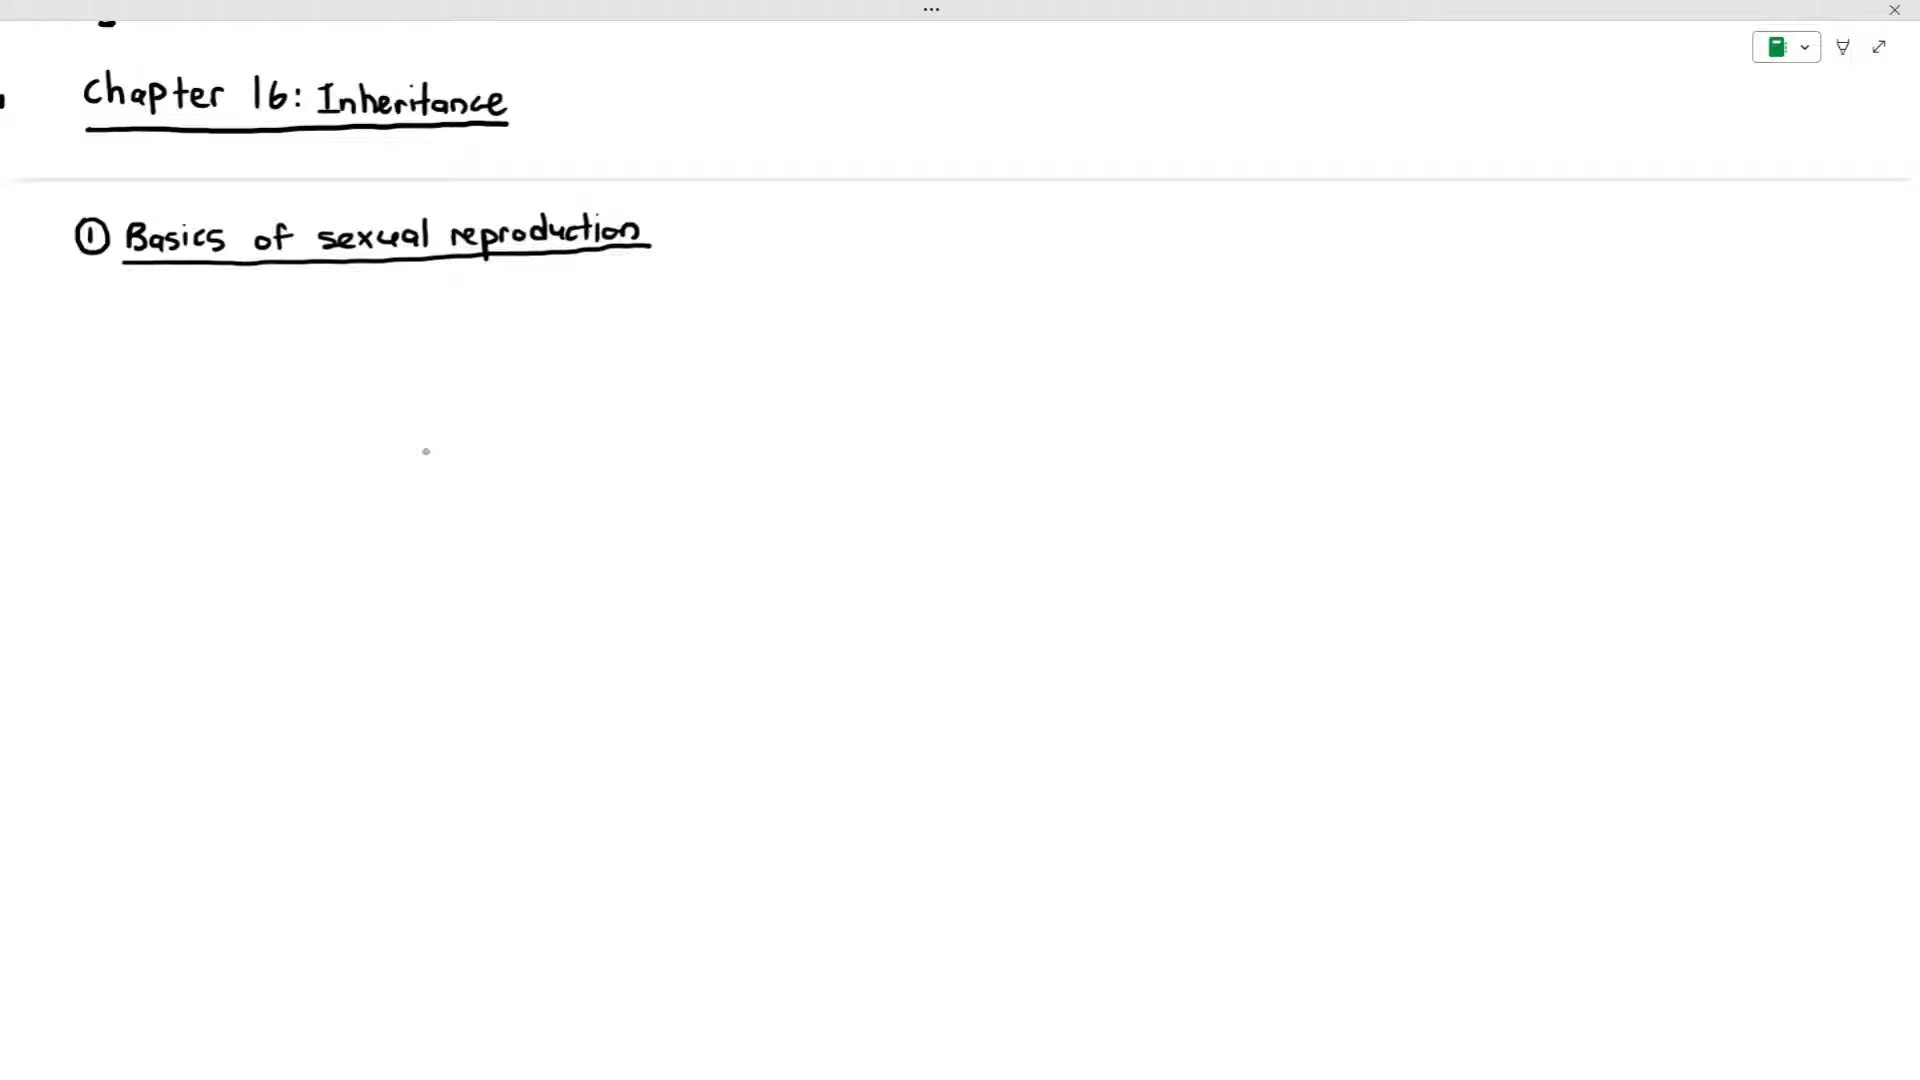 Chapter 16: Inheritance
① Basics of sexual reproduction